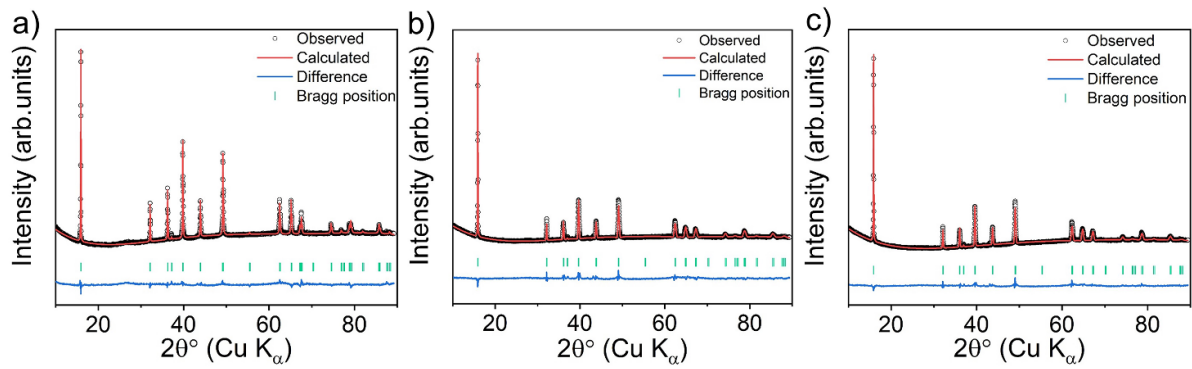 a)
Observed
Calculated
Difference
Bragg position
Intensity (arb.units)
20 40 60 80
2θ° (Cu Kα)
b)
Observed
Calculated
Difference
Bragg position
Intensity (arb.units)
20 40 60 80
2θ° (Cu Kα)
c)
Observed
Calculated
Difference
Bragg position
Intensity (arb.units)
20 40 60 80
2θ° (Cu Kα)